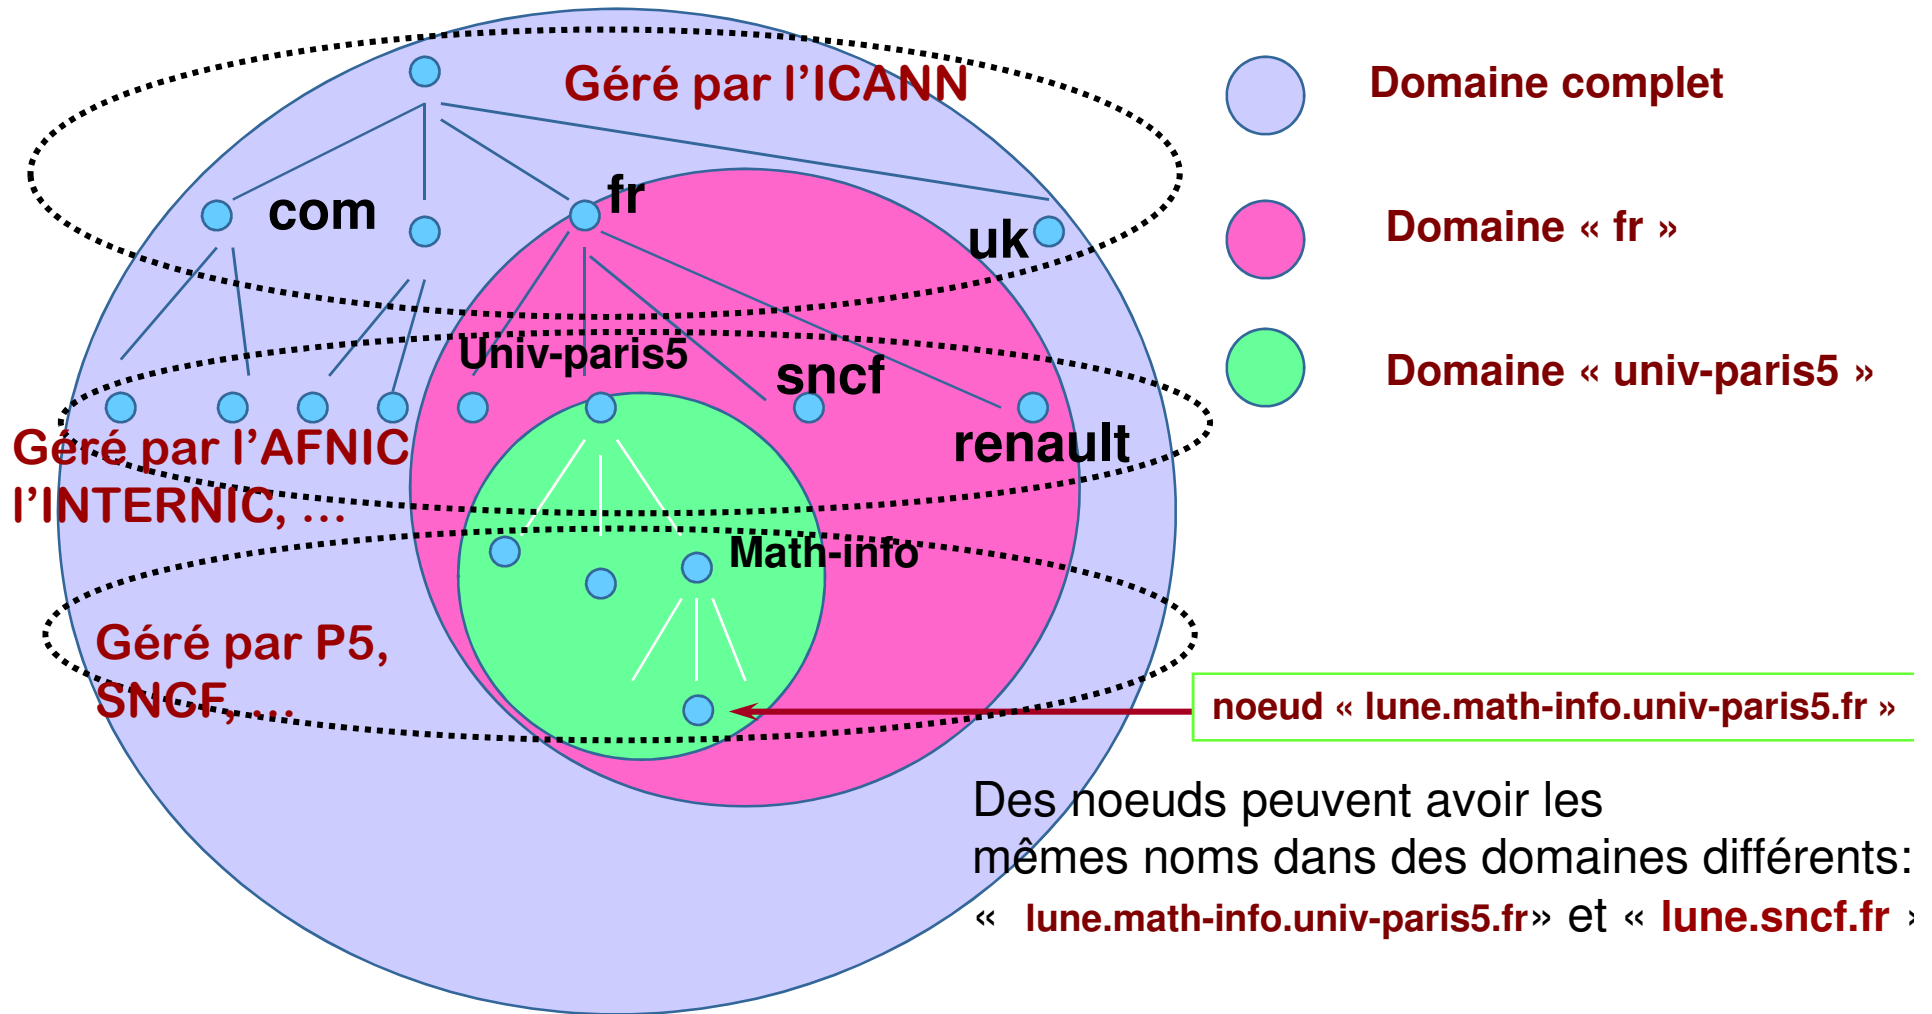 Géré par l'ICANN
Domaine complet
fr
com
uk
Domaine « fr »
Univ-paris5
sncf
Domaine « univ-paris5 »
renault
Géré par l'AFNIC
l'INTERNIC, ...
Math-info
Géré par P5,
SNCF, ...
noeud « lune.math-info.univ-paris5.fr »
Des noeuds peuvent avoir les
mêmes noms dans des domaines différents:
« lune.math-info.univ-paris5.fr» et « lune.sncf.fr »